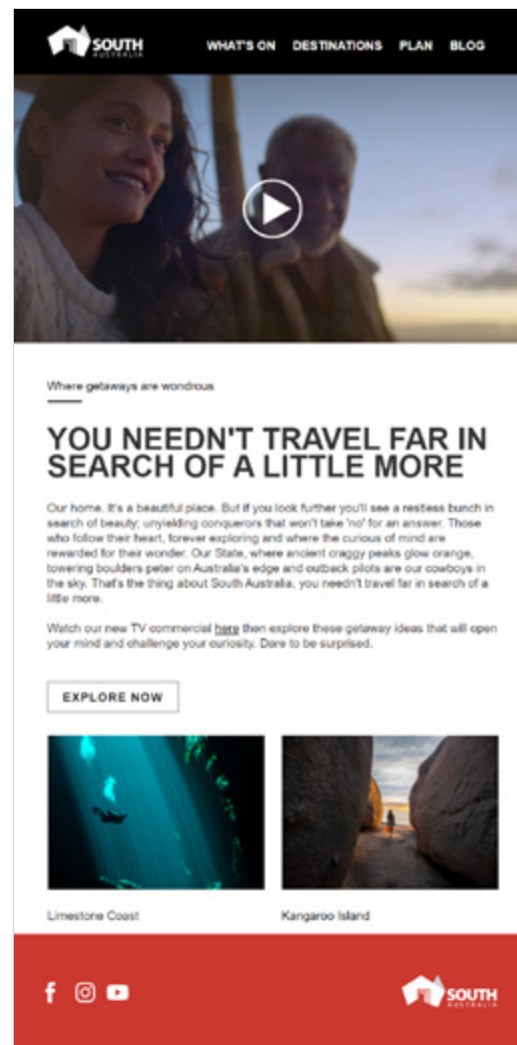 SOUTH
AUSTRALIA
WHAT'S ON DESTINATIONS PLAN BLOG
Where getaways are wondrous
YOU NEEDN'T TRAVEL FAR IN
SEARCH OF A LITTLE MORE
Our home. It's a beautiful place. But if you look further you'll see a restless bunch in
search of beauty; unyielding conquerors that won't take 'no' for an answer. Those
who follow their heart, forever exploring and where the curious of mind are
rewarded for their wonder. Our State, where ancient craggy peaks glow orange,
towering boulders peter on Australia's edge and outback pilots are our cowboys in
the sky. That's the thing about South Australia, you needn't travel far in search of a
little more.
Watch our new TV commercial here then explore these getaway ideas that will open
your mind and challenge your curiosity. Dare to be surprised.
EXPLORE NOW
Limestone Coast
Kangaroo Island
SOUTH
AUSTRALIA